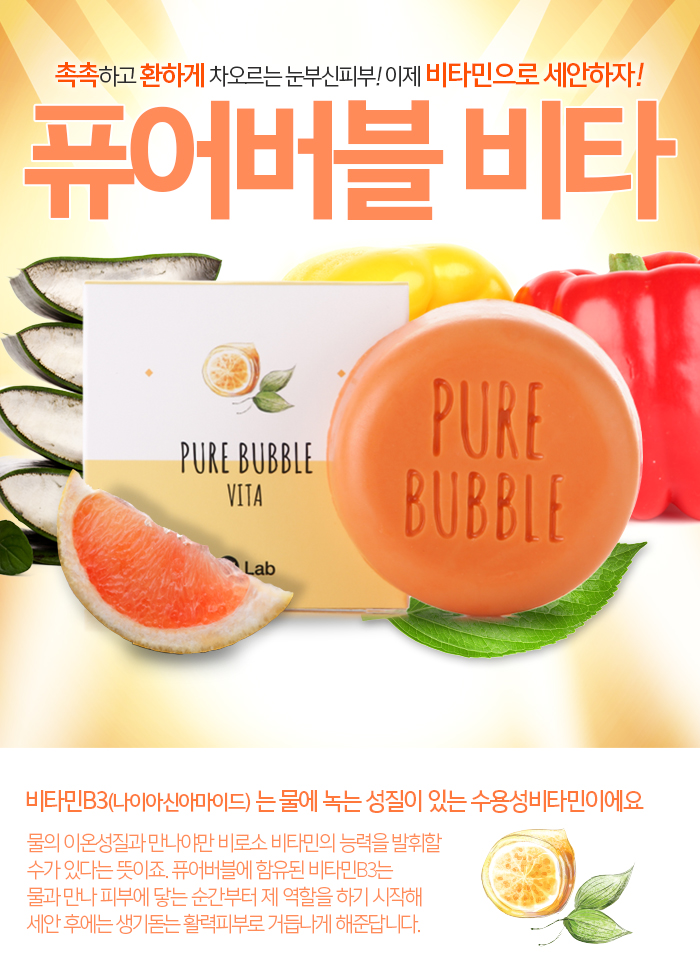 촉촉하고 환하게 차오르는 눈부신피부! 이제 비타민으로 세안하자!
퓨어버블 비타
PURE BUBBLE
VITA
Lab
PURE
BUBBLE
비타민B3(나이아신아마이드) 는 물에 녹는 성질이 있는 수용성비타민이에요
물의 이온성질과 만나야만 비로소 비타민의 능력을 발휘할
수가 있다는 뜻이죠. 퓨어버블에 함유된 비타민B3는
물과 만나 피부에 닿는 순간부터 제 역할을 하기 시작해
세안 후에는 생기돋는 활력피부로 거듭나게 해준답니다.